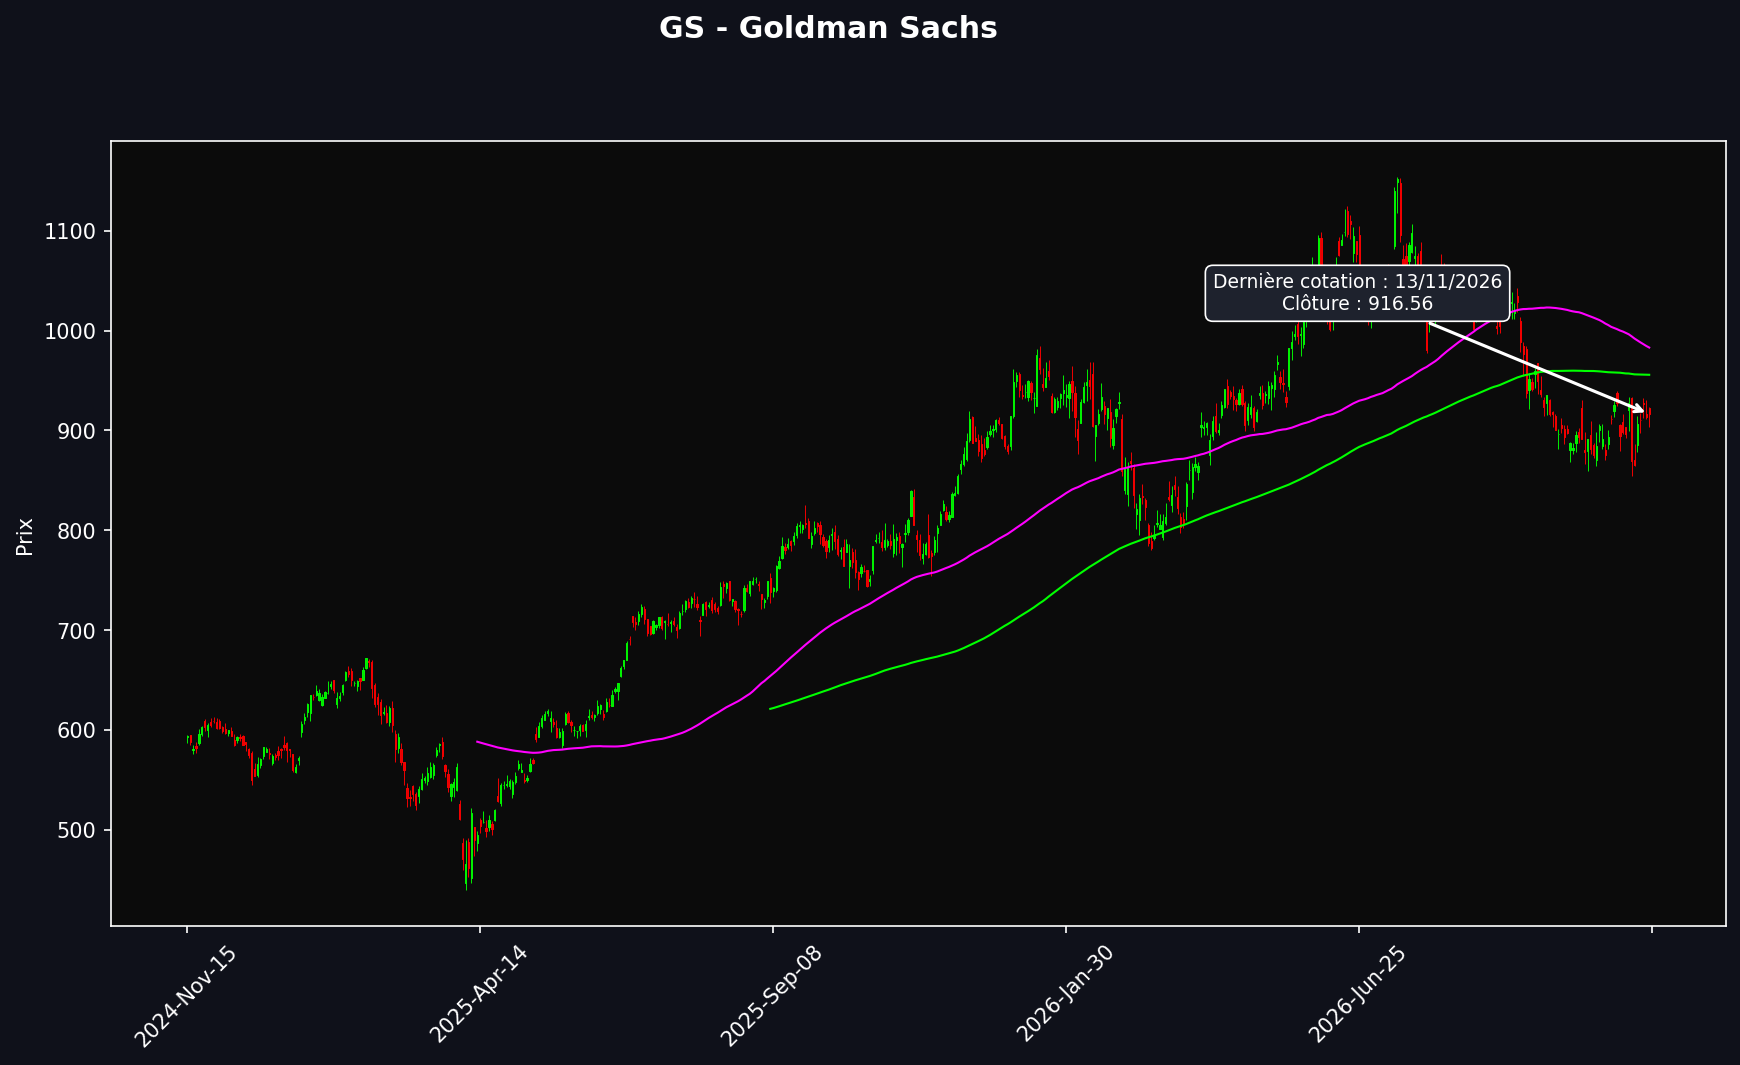 GS - Goldman Sachs
Prix
1100
1000
900
800
700
600
500
Dernière cotation : 13/11/2026
Clôture : 916.56
2024-Nov-15
2025-Apr-14
2025-Sep-08
2026-Jan-30
2026-Jun-25